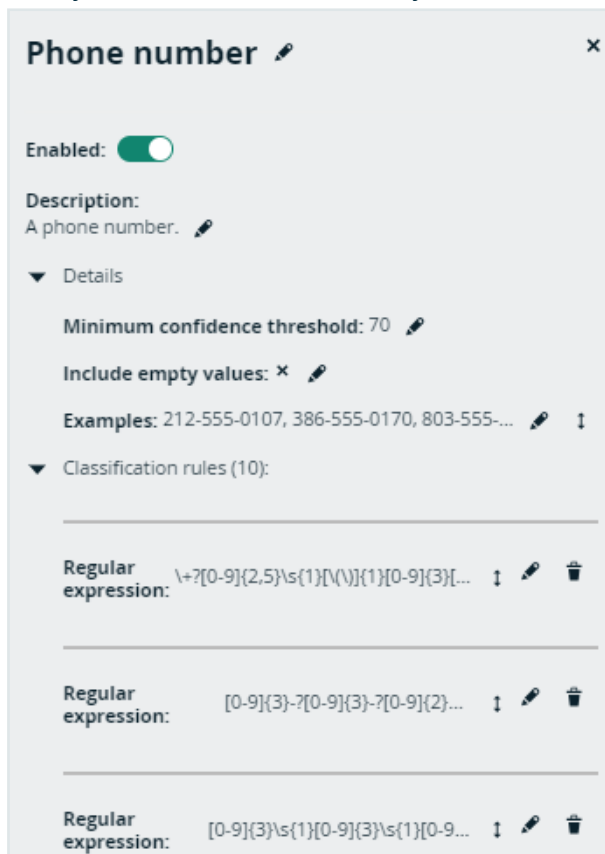 Phone number
Enabled:
Description:
A phone number.
Details
Minimum confidence threshold: 70
Include empty values: ×
Examples: 212-555-0107, 386-555-0170, 803-555-...
Classification rules (10):
Regular expression: \+?[0-9]{2,5}\s{1}[\(\)]{1}[0-9]{3}[...
Regular expression: [0-9]{3}-?[0-9]{3}-?[0-9]{2}...
Regular expression: [0-9]{3}\s{1}[0-9]{3}\s{1}[0-9...